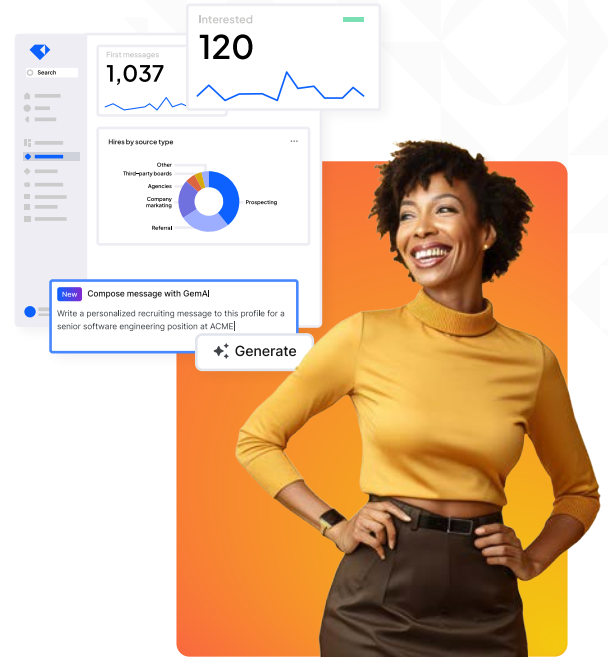 Interested
120
First messages
1,037
Search
Hires by source type
Other
Third-party boards
Agencies
Company
marketing
Prospecting
Referral
New Compose message with GemAI
Write a personalized recruiting message to this profile for a
senior software engineering position at ACME
Generate